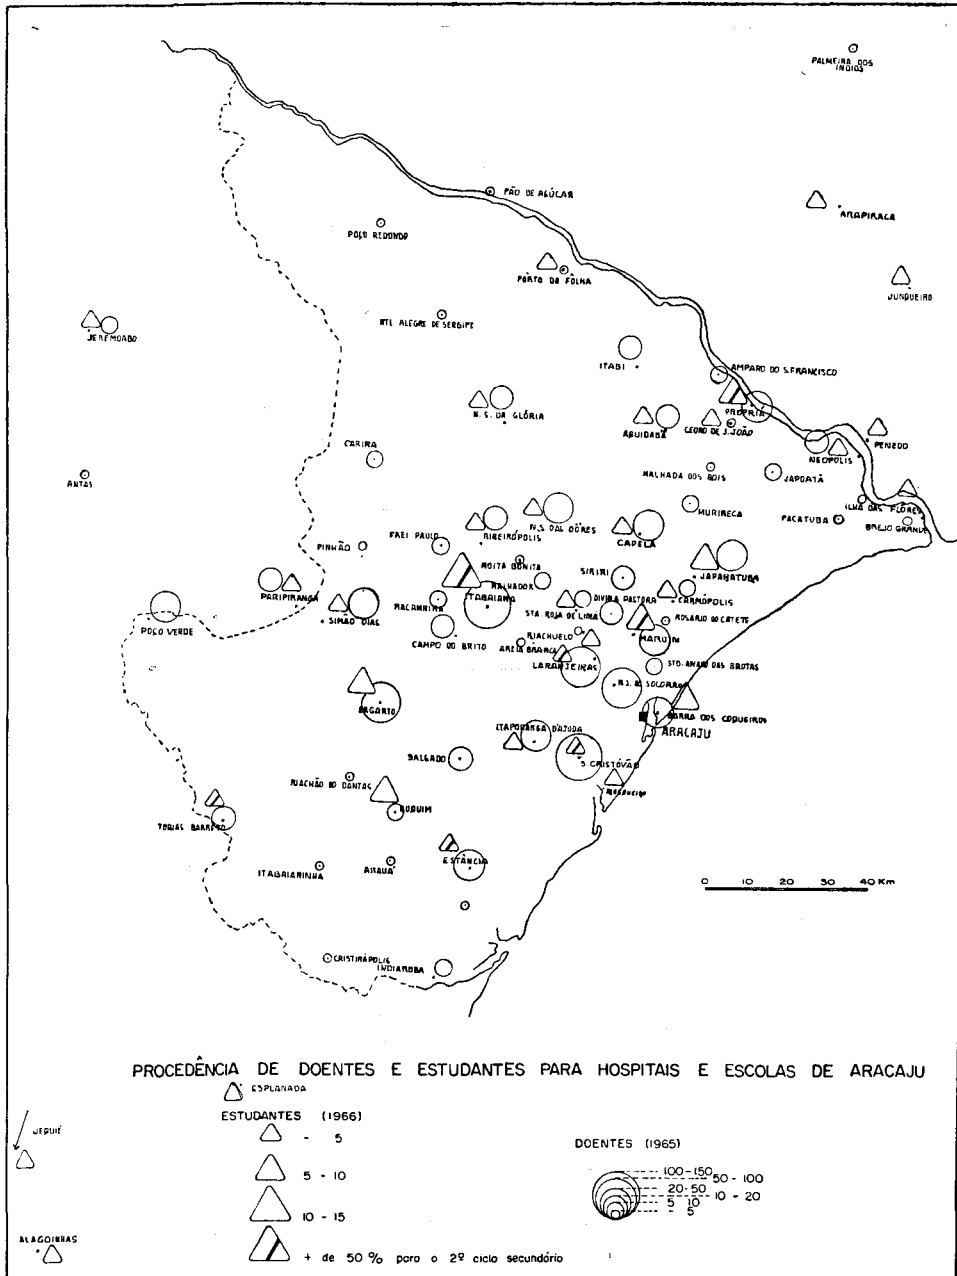 PALMEIRA DOS
ÍNDIOS
PÃO DE AÇÚCAR
ARAPIRACA
POÇO REDONDO
PÔRTO DA FÔLHA
JUNQUEIRO
MTE ALEGRE DE SERGIPE
JEREMOABO
ITABI
AMPARO DO S. FRANCISCO
N. S. DA GLÓRIA
PROPRIÁ
AQUIDABÃ
CEDRO DE S. JOÃO
PENEDO
CARIRA
NEÓPOLIS
ANTAS
MALHADA DOS BOIS
JAPOATÃ
ILHA DAS FLORES
MURIBECA
PACATUBA
BREJO GRANDE
N. S. DAS DÔRES
RIBEIRÓPOLIS
CAPELA
FREI PAULO
PINHÃO
MOITA BONITA
SIRIRI
JAPARATUBA
MALHADOR
ITABAIANA
PARIPIRANGA
MACAMBIRA
DIVINA PASTORA
CARMÓPOLIS
STA. ROSA DE LIMA
SIMÃO DIAS
ROSÁRIO DO CATETE
POÇO VERDE
CAMPO DO BRITO
RIACHUELO
MARUIM
AREIA BRANCA
LARANJEIRAS
STO. AMARO DAS BROTAS
N. S. DO SOCORRO
LAGARTO
BARRA DOS COQUEIROS
ARACAJU
ITAPORANGA D'AJUDA
SALGADO
S. CRISTÓVÃO
RIACHÃO DO DANTAS
MOSQUEIRO
BOQUIM
TOBIAS BARRETO
ESTÂNCIA
ITABAIANINHA
ARAUÁ
0 10 20 30 40 Km
CRISTINÁPOLIS
INDIAROBA
PROCEDÊNCIA DE DOENTES E ESTUDANTES PARA HOSPITAIS E ESCOLAS DE ARACAJU
ESPLANADA
ESTUDANTES (1966)
JEQUIÉ
- 5
DOENTES (1965)
100-150
50 - 100
5 - 10
20-50
10 - 20
5 10
- 5
10 - 15
ALAGOINHAS
+ de 50 % para o 2º ciclo secundário